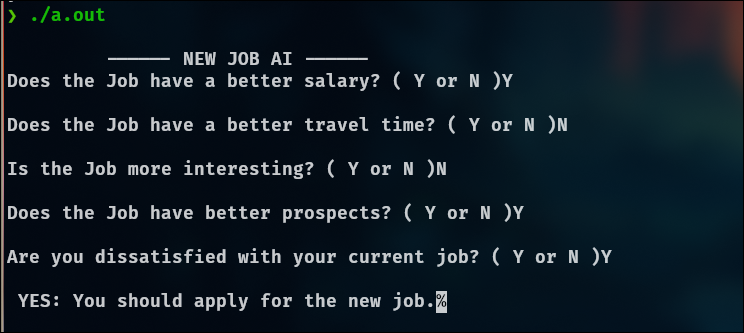 ❯ ./a.out
—————— NEW JOB AI ——————
Does the Job have a better salary? ( Y or N )Y
Does the Job have a better travel time? ( Y or N )N
Is the Job more interesting? ( Y or N )N
Does the Job have better prospects? ( Y or N )Y
Are you dissatisfied with your current job? ( Y or N )Y
YES: You should apply for the new job.%